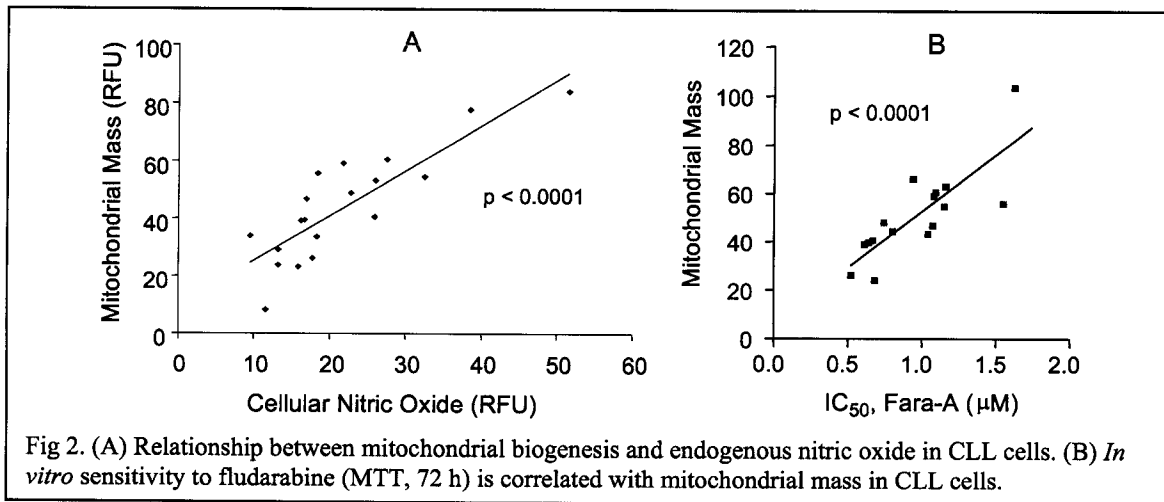 A
100
80
60
40
20
0
Mitochondrial Mass (RFU)
p < 0.0001
0 10 20 30 40 50 60
Cellular Nitric Oxide (RFU)
B
120
100
80
60
40
20
0
Mitochondrial Mass
p < 0.0001
0.0 0.5 1.0 1.5 2.0
IC50, Fara-A (μM)
Fig 2. (A) Relationship between mitochondrial biogenesis and endogenous nitric oxide in CLL cells. (B) In
vitro sensitivity to fludarabine (MTT, 72 h) is correlated with mitochondrial mass in CLL cells.